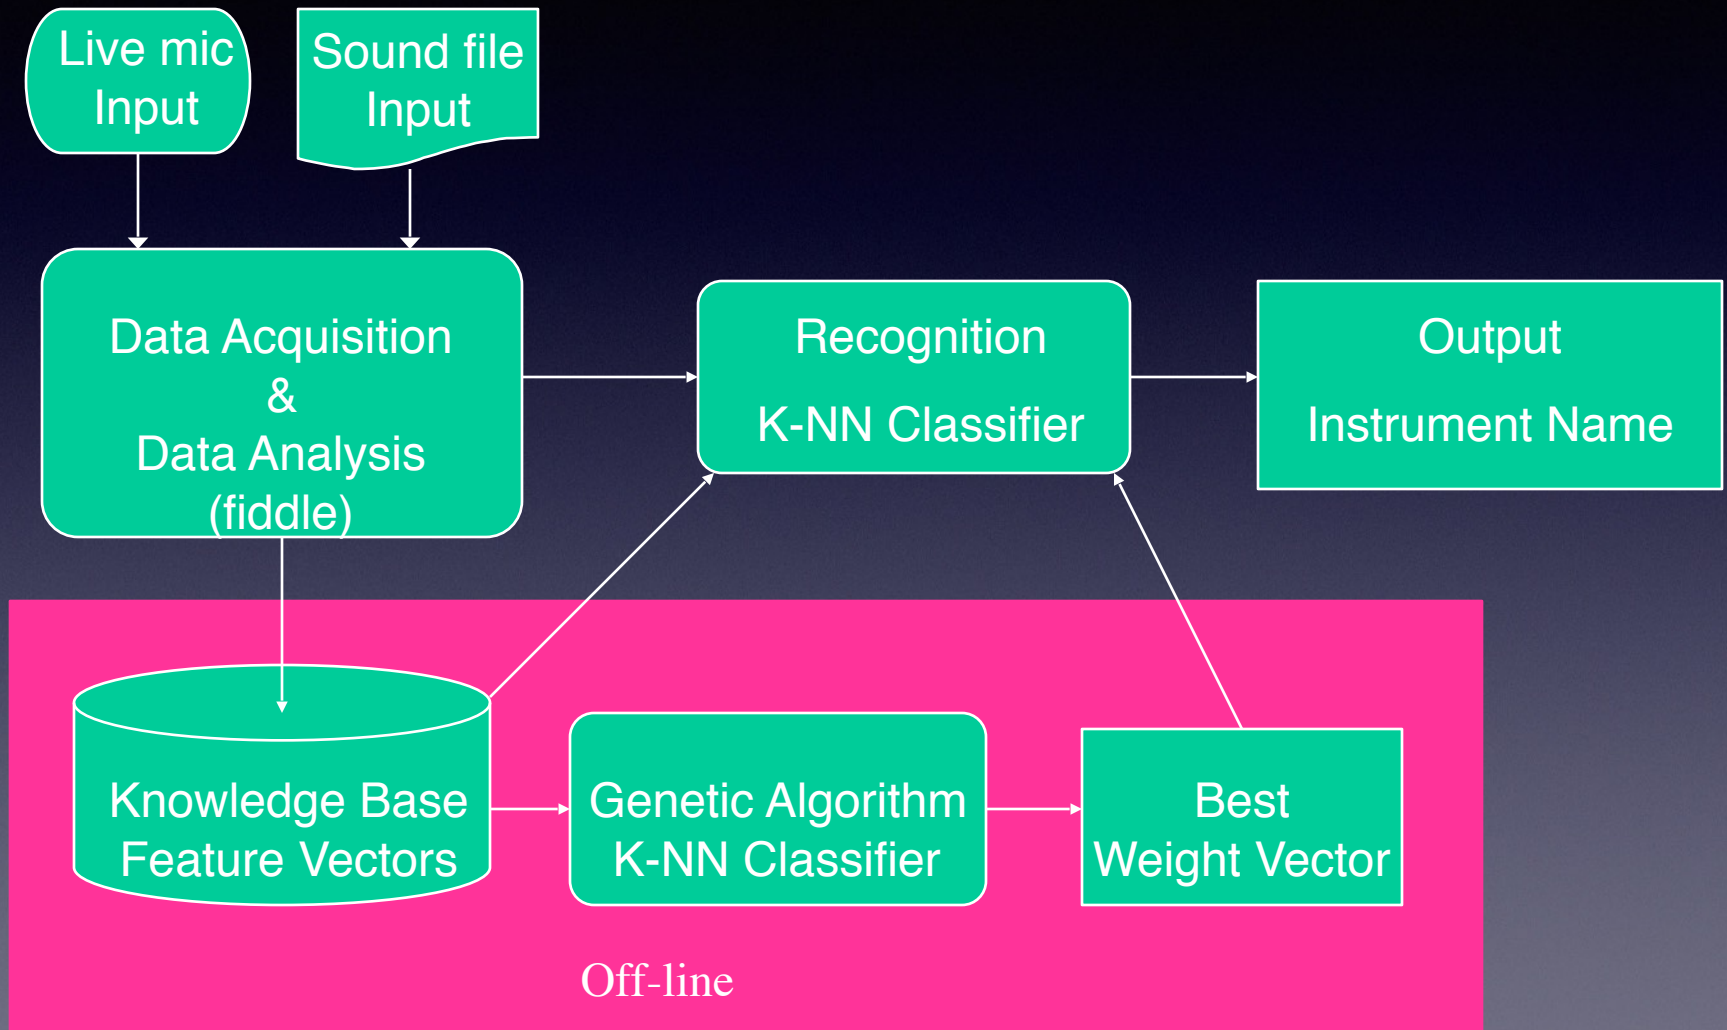 Live mic
Input
Sound file
Input
Data Acquisition
&
Data Analysis
(fiddle)
Recognition
K-NN Classifier
Output
Instrument Name
Knowledge Base
Feature Vectors
Genetic Algorithm
K-NN Classifier
Best
Weight Vector
Off-line